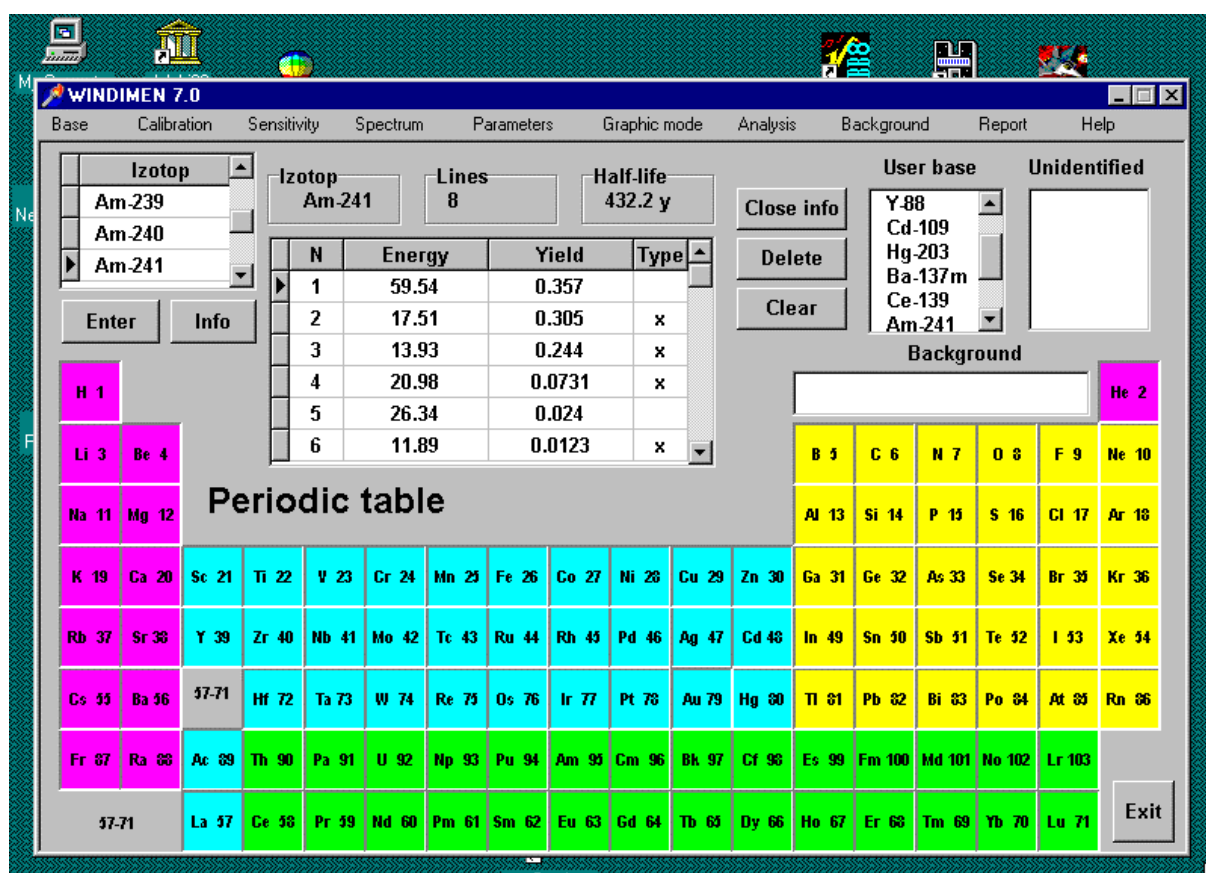 WINDIMEN 7.0
Base Calibration Sensitivity Spectrum Parameters Graphic mode Analysis Background Report Help
Izotop
Am-239
Am-240
Am-241
Enter Info
Izotop
Am-241
Lines
8
Half-life
432.2 y
N Energy Yield Type
1 59.54 0.357
2 17.51 0.305 x
3 13.93 0.244 x
4 20.98 0.0731 x
5 26.34 0.024
6 11.89 0.0123 x
Close info
Delete
Clear
User base
Y-88
Cd-109
Hg-203
Ba-137m
Ce-139
Am-241
Unidentified
Background
Periodic table
H 1 He 2
Li 3 Be 4 B 5 C 6 N 7 O 8 F 9 Ne 10
Na 11 Mg 12 Al 13 Si 14 P 15 S 16 Cl 17 Ar 18
K 19 Ca 20 Sc 21 Ti 22 V 23 Cr 24 Mn 25 Fe 26 Co 27 Ni 28 Cu 29 Zn 30 Ga 31 Ge 32 As 33 Se 34 Br 35 Kr 36
Rb 37 Sr 38 Y 39 Zr 40 Nb 41 Mo 42 Tc 43 Ru 44 Rh 45 Pd 46 Ag 47 Cd 48 In 49 Sn 50 Sb 51 Te 52 I 53 Xe 54
Cs 55 Ba 56 57-71 Hf 72 Ta 73 W 74 Re 75 Os 76 Ir 77 Pt 78 Au 79 Hg 80 Tl 81 Pb 82 Bi 83 Po 84 At 85 Rn 86
Fr 87 Ra 88 Ac 89 Th 90 Pa 91 U 92 Np 93 Pu 94 Am 95 Cm 96 Bk 97 Cf 98 Es 99 Fm 100 Md 101 No 102 Lr 103
57-71 La 57 Ce 58 Pr 59 Nd 60 Pm 61 Sm 62 Eu 63 Gd 64 Tb 65 Dy 66 Ho 67 Er 68 Tm 69 Yb 70 Lu 71
Exit